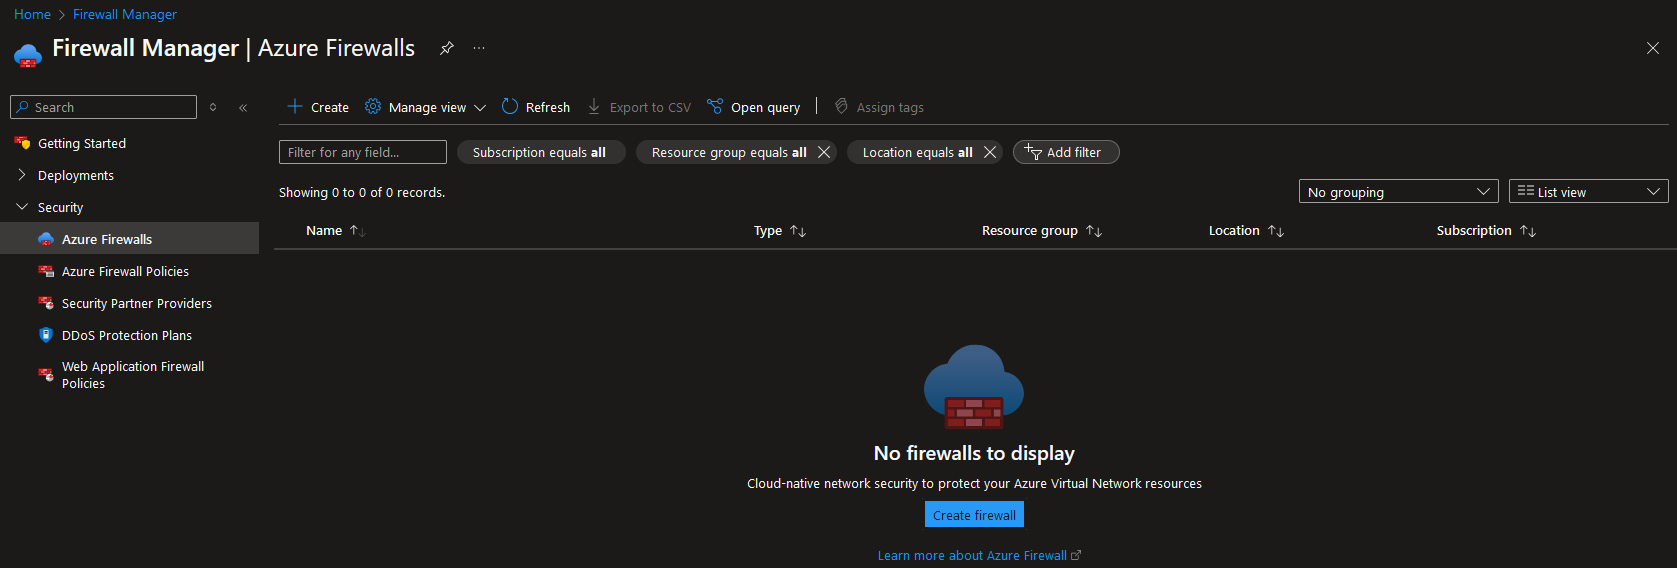 Home > Firewall Manager
Firewall Manager | Azure Firewalls
Search
Create
Manage view
Refresh
Export to CSV
Open query
Assign tags
Getting Started
Deployments
Security
Azure Firewalls
Azure Firewall Policies
Security Partner Providers
DDoS Protection Plans
Web Application Firewall
Policies
Filter for any field...
Subscription equals all
Resource group equals all
Location equals all
Add filter
Showing 0 to 0 of 0 records.
No grouping
List view
Name
Type
Resource group
Location
Subscription
No firewalls to display
Cloud-native network security to protect your Azure Virtual Network resources
Create firewall
Learn more about Azure Firewall